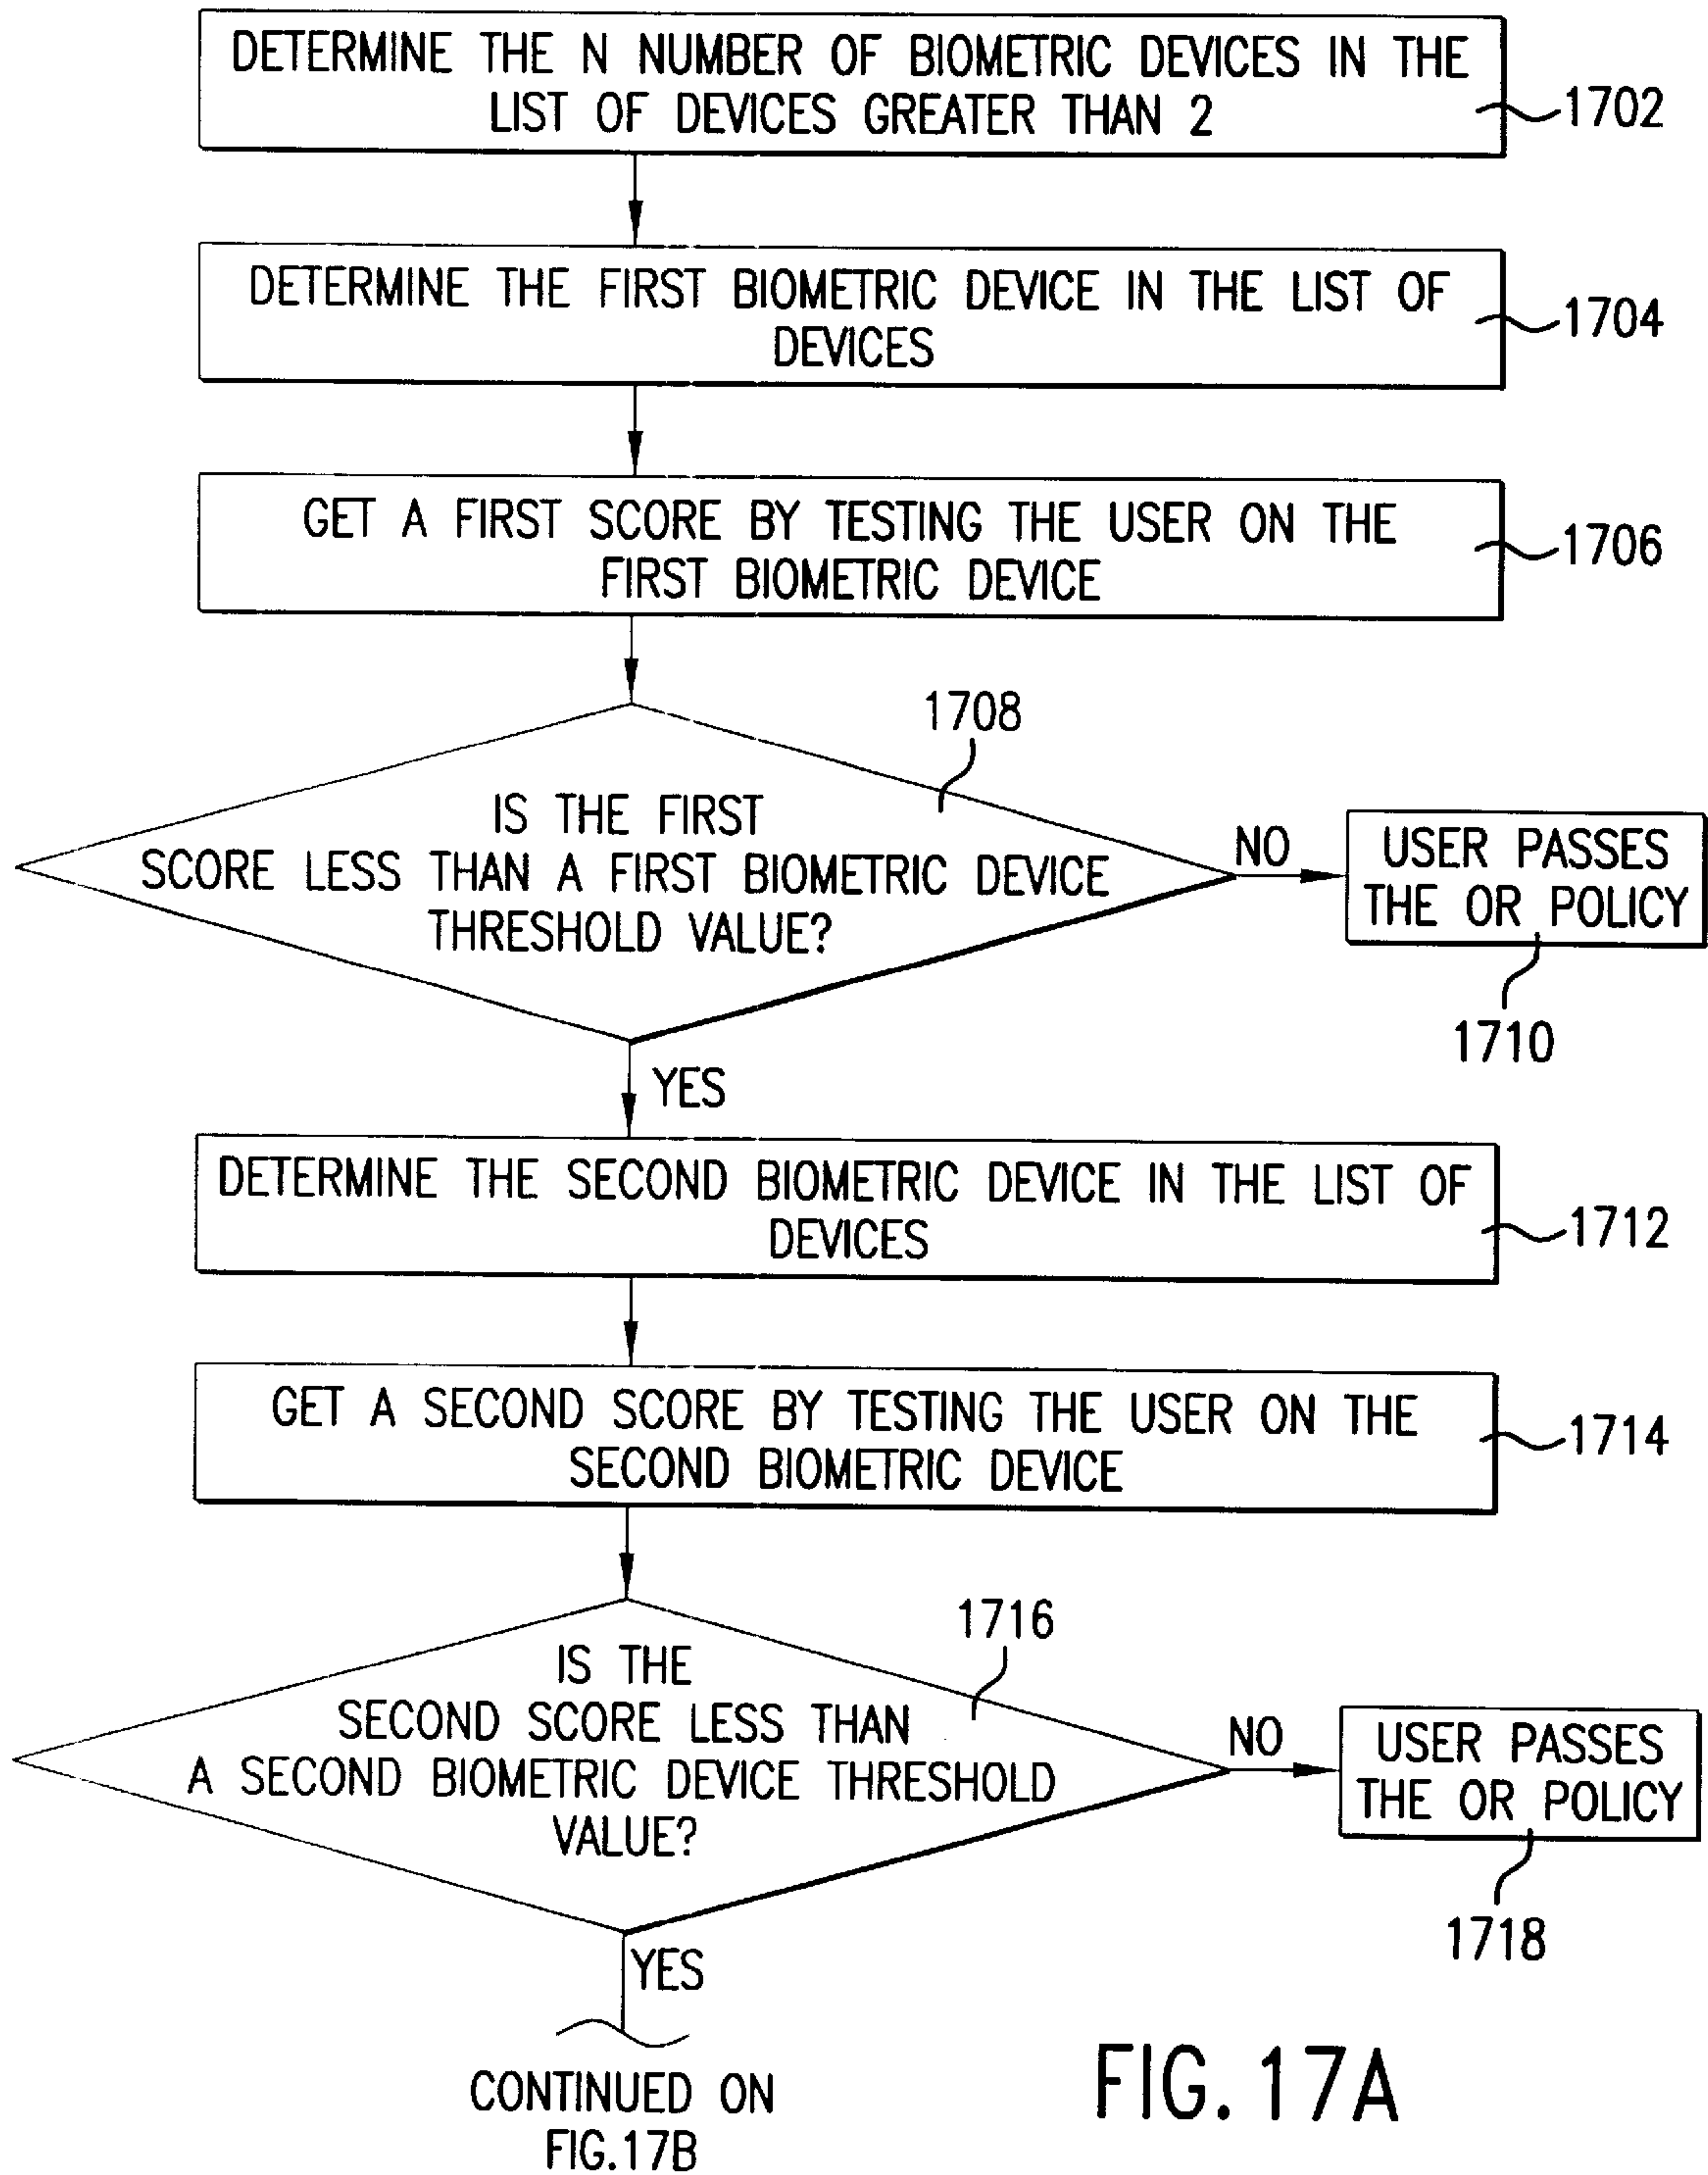 DETERMINE THE N NUMBER OF BIOMETRIC DEVICES IN THE
LIST OF DEVICES GREATER THAN 2
1702
DETERMINE THE FIRST BIOMETRIC DEVICE IN THE LIST OF
DEVICES
1704
GET A FIRST SCORE BY TESTING THE USER ON THE
FIRST BIOMETRIC DEVICE
1706
1708
IS THE FIRST
SCORE LESS THAN A FIRST BIOMETRIC DEVICE
THRESHOLD VALUE?
NO
USER PASSES
THE OR POLICY
1710
YES
DETERMINE THE SECOND BIOMETRIC DEVICE IN THE LIST OF
DEVICES
1712
GET A SECOND SCORE BY TESTING THE USER ON THE
SECOND BIOMETRIC DEVICE
1714
1716
IS THE
SECOND SCORE LESS THAN
A SECOND BIOMETRIC DEVICE THRESHOLD
VALUE?
NO
USER PASSES
THE OR POLICY
1718
YES
CONTINUED ON
FIG.17B
FIG. 17A